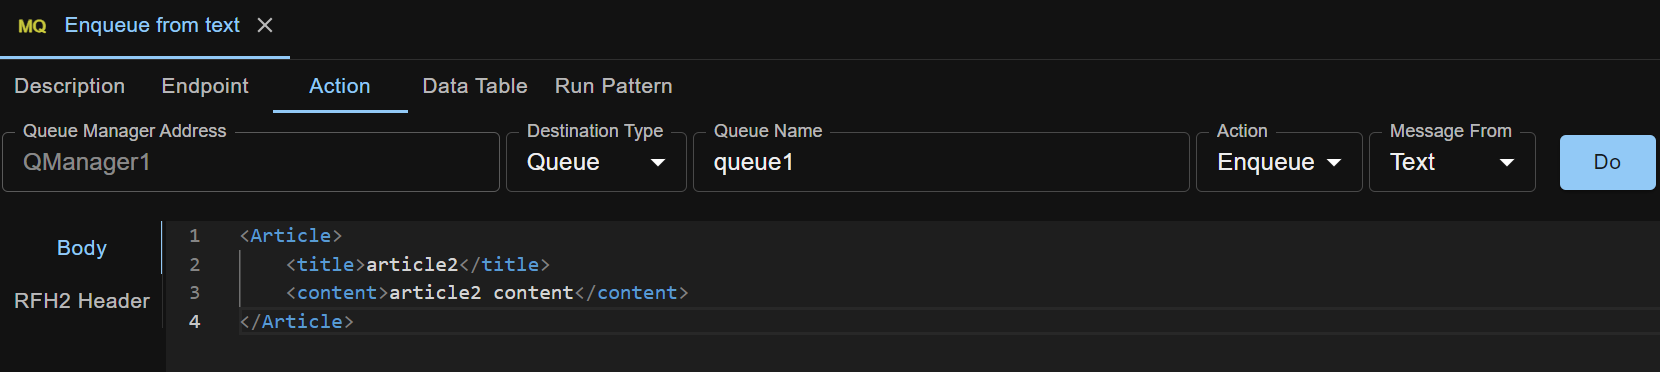 MQ Enqueue from text
Description Endpoint Action Data Table Run Pattern
Queue Manager Address Destination Type Queue Name Action Message From
QManager1 Queue queue1 Enqueue Text Do
Body
RFH2 Header
1 <Article>
2 <title>article2</title>
3 <content>article2 content</content>
4 </Article>